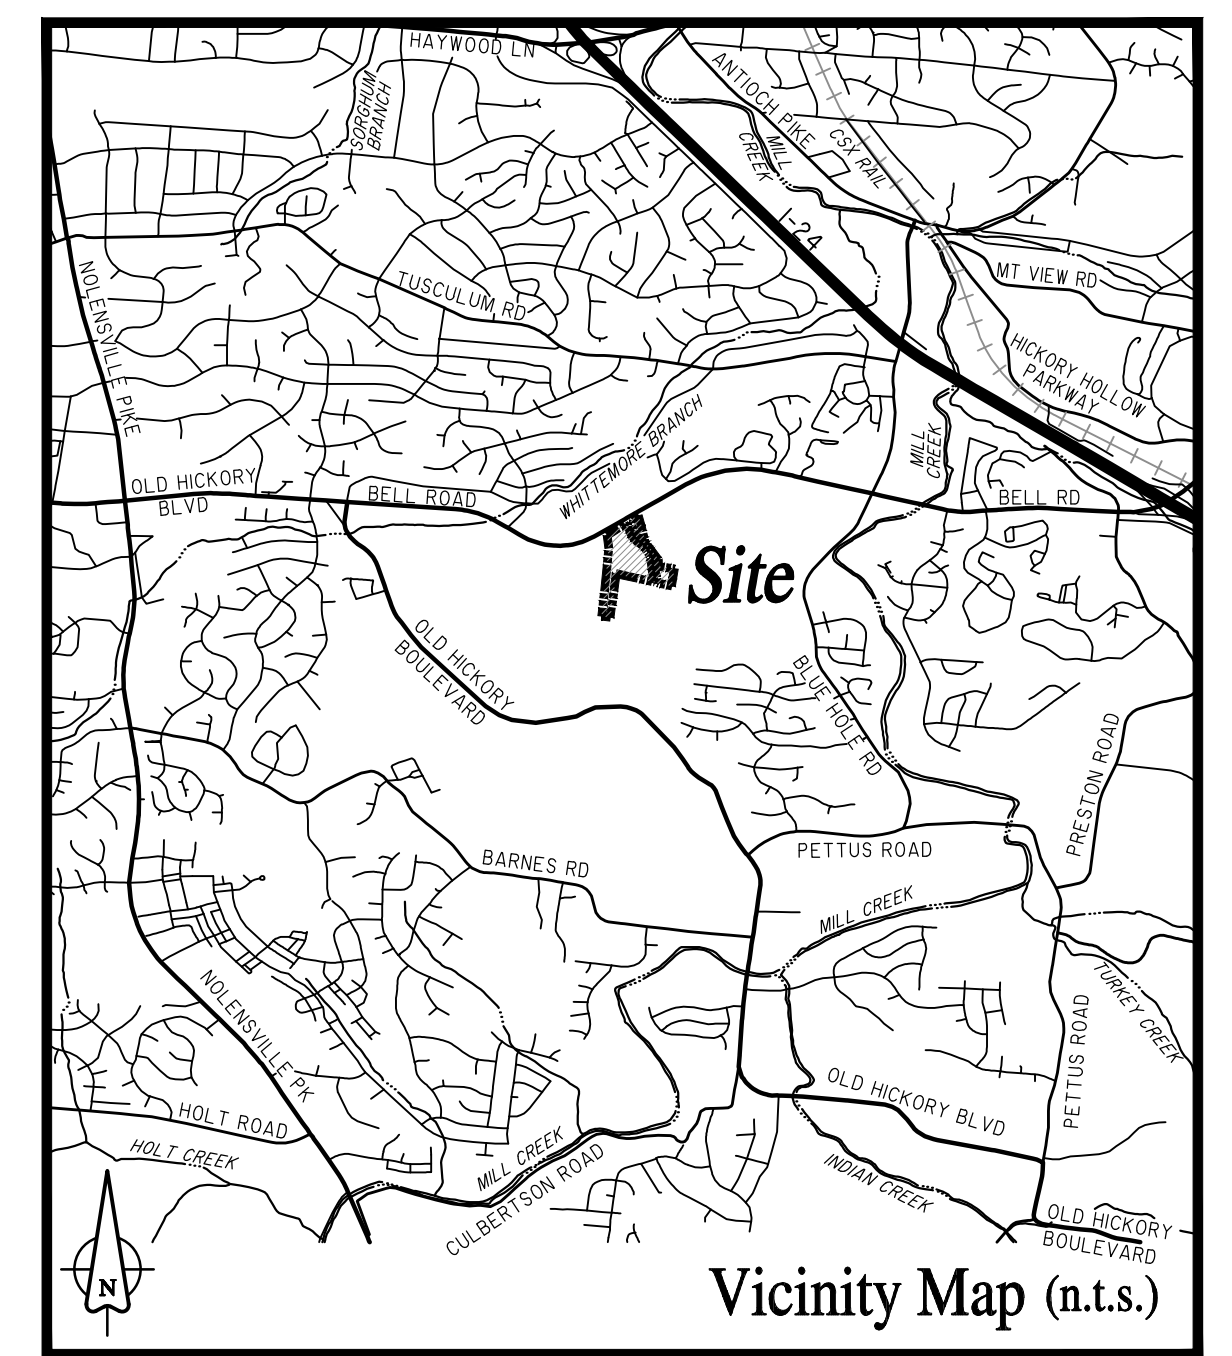 HAYWOOD LN
ANTIOCH PIKE
SORGHUM
BRANCH
MILL
CREEK
CSX RAIL
I-24
MT VIEW RD
NOLENSVILLE PIKE
TUSCULUM RD
HICKORY HOLLOW
PARKWAY
WHITTEMORE BRANCH
MILL
CREEK
OLD HICKORY
BLVD
BELL ROAD
BELL RD
Site
OLD HICKORY
BOULEVARD
BLUE HOLE RD
PRESTON ROAD
BARNES RD
PETTUS ROAD
MILL CREEK
NOLENSVILLE PK
TURKEY CREEK
PETTUS ROAD
OLD HICKORY BLVD
HOLT ROAD
HOLT CREEK
MILL CREEK
CULBERTSON ROAD
INDIAN CREEK
OLD HICKORY
BOULEVARD
N
Vicinity Map (n.t.s.)